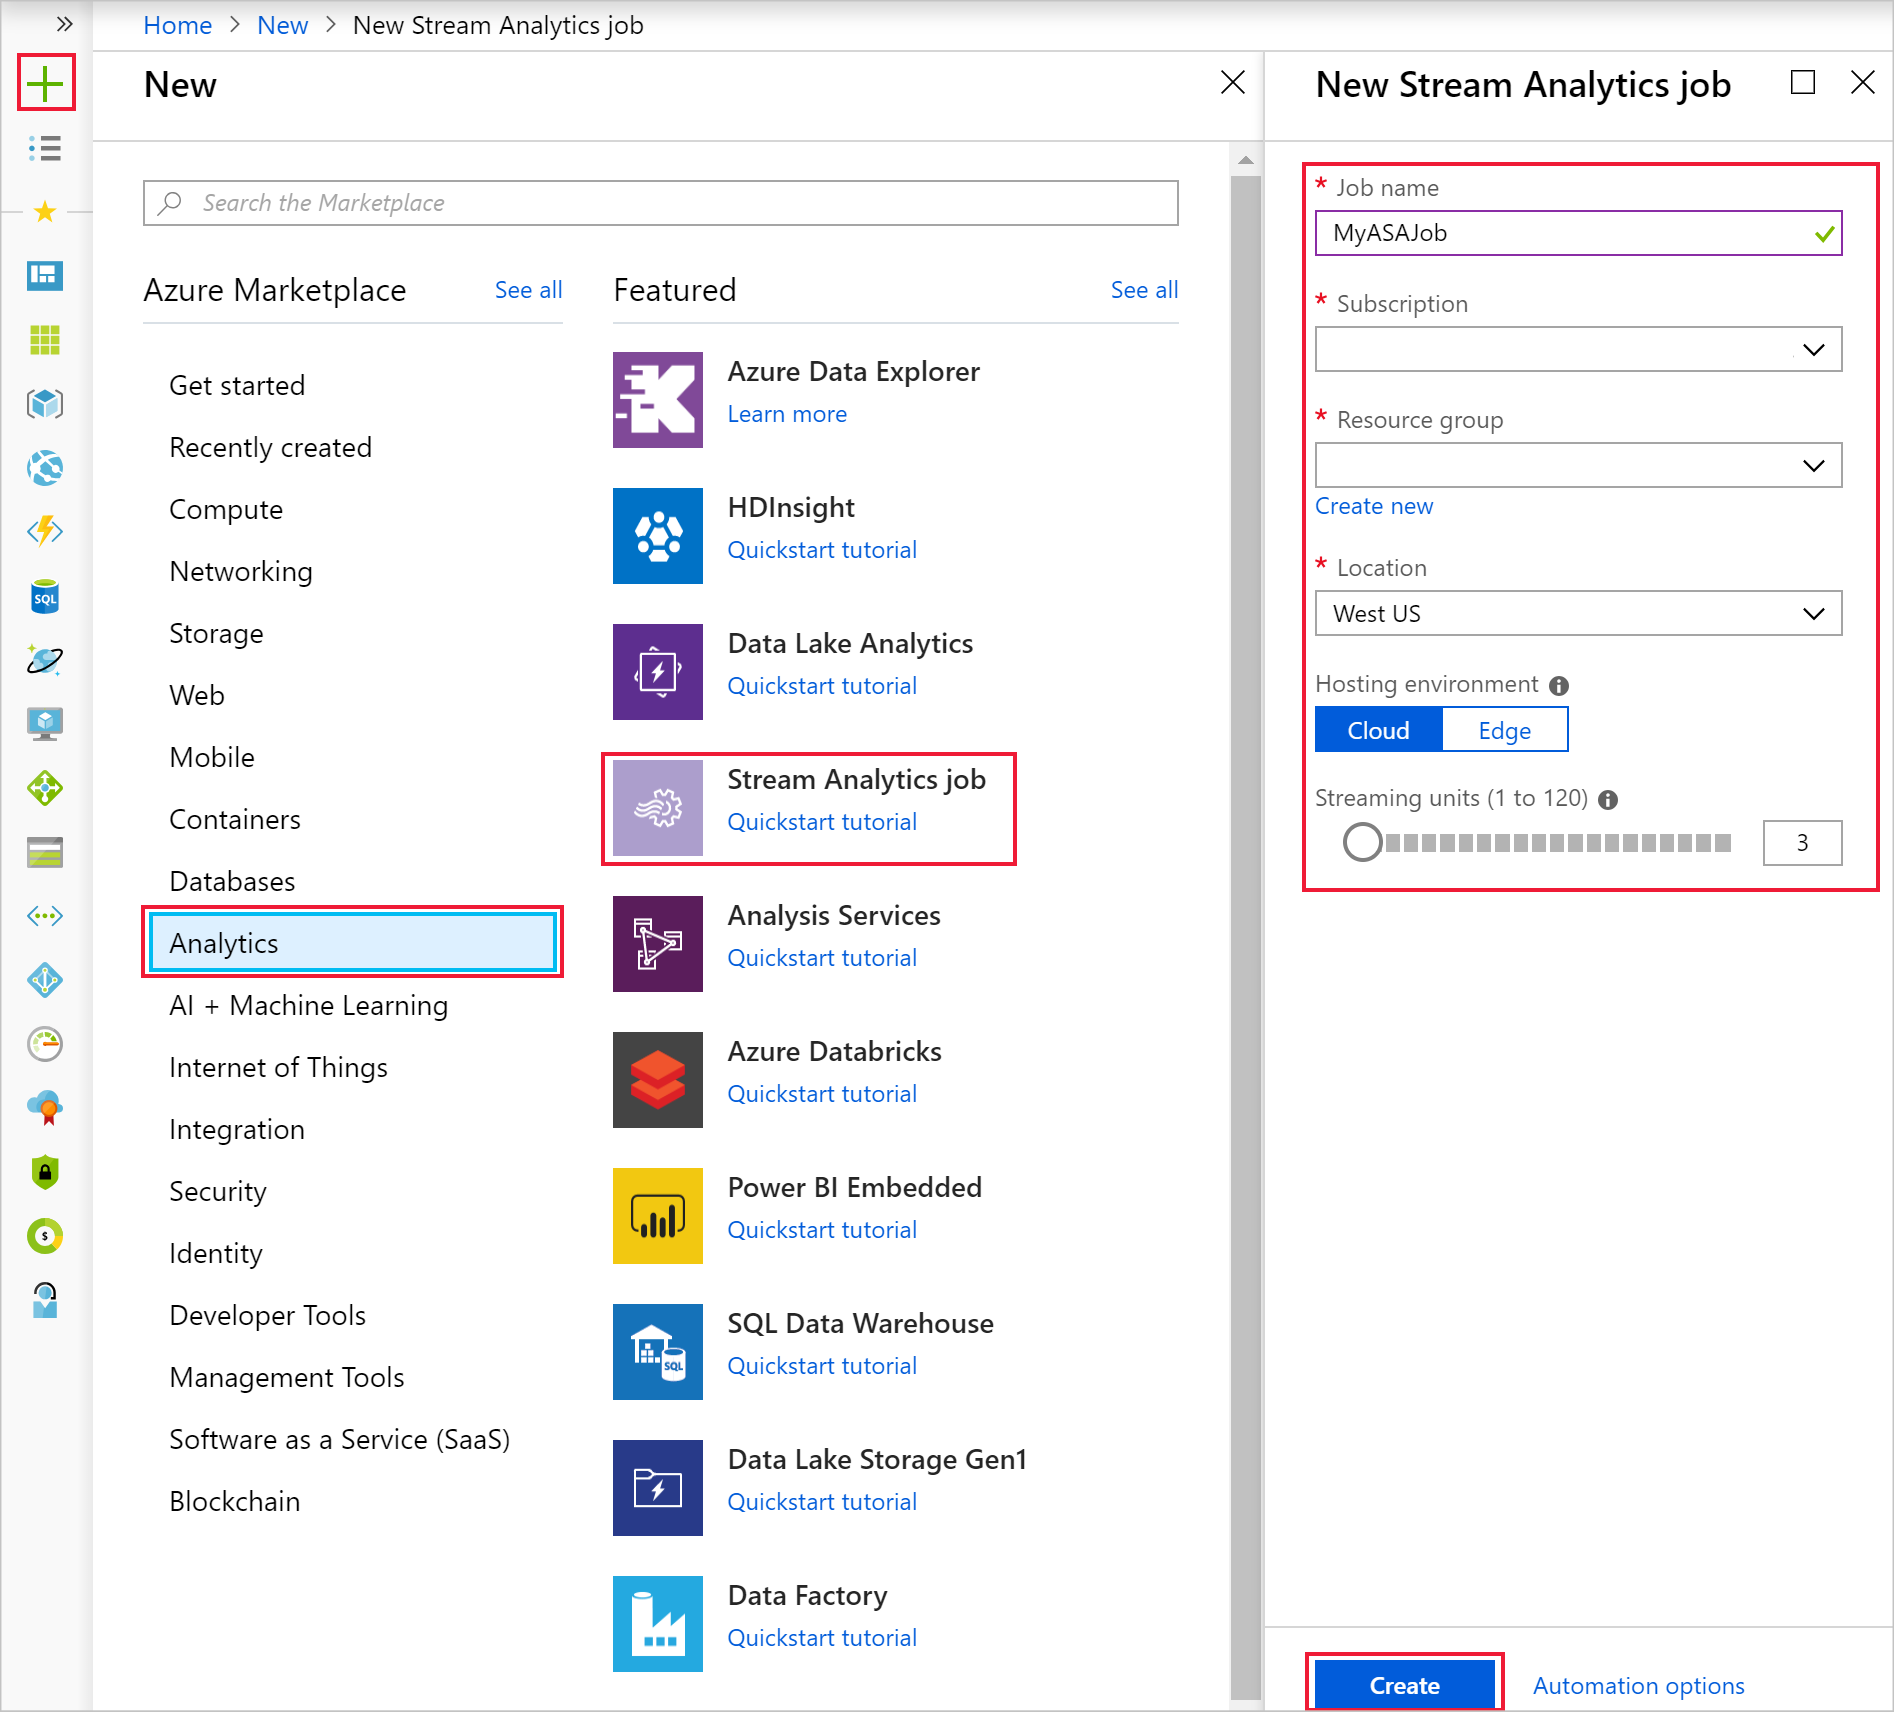 Home > New > New Stream Analytics job
New
Search the Marketplace
Azure Marketplace See all
Get started
Recently created
Compute
Networking
Storage
Web
Mobile
Containers
Databases
Analytics
AI + Machine Learning
Internet of Things
Integration
Security
Identity
Developer Tools
Management Tools
Software as a Service (SaaS)
Blockchain
Featured See all
Azure Data Explorer
Learn more
HDInsight
Quickstart tutorial
Data Lake Analytics
Quickstart tutorial
Stream Analytics job
Quickstart tutorial
Analysis Services
Quickstart tutorial
Azure Databricks
Quickstart tutorial
Power BI Embedded
Quickstart tutorial
SQL Data Warehouse
Quickstart tutorial
SQL
Data Lake Storage Gen1
Quickstart tutorial
Data Factory
Quickstart tutorial
SQL
$
New Stream Analytics job
* Job name
MyASAJob
* Subscription
* Resource group
Create new
* Location
West US
Hosting environment
Cloud Edge
Streaming units (1 to 120)
3
Create Automation options